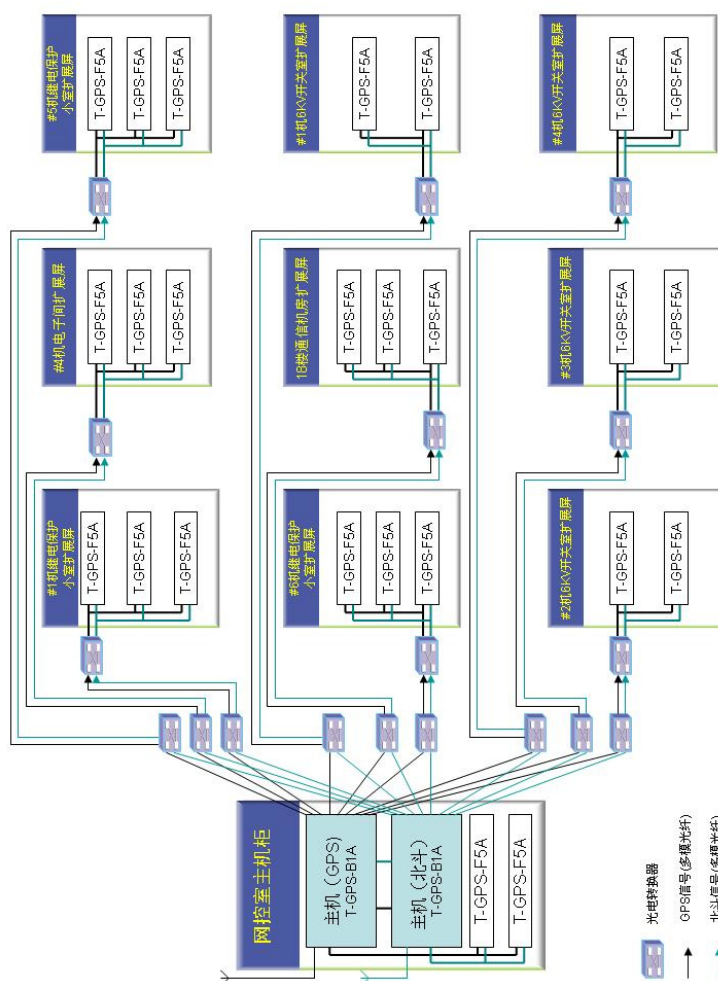 网控室主机柜
主机（GPS）
T-GPS-B1A
主机（北斗）
T-GPS-B1A
T-GPS-F5A
T-GPS-F5A
#1机继电保护
小室扩展屏
T-GPS-F5A
T-GPS-F5A
T-GPS-F5A
#4机电子间扩展屏
T-GPS-F5A
T-GPS-F5A
T-GPS-F5A
#5机继电保护
小室扩展屏
T-GPS-F5A
T-GPS-F5A
T-GPS-F5A
#6机继电保护
小室扩展屏
T-GPS-F5A
T-GPS-F5A
T-GPS-F5A
18楼通信机房扩展屏
T-GPS-F5A
T-GPS-F5A
T-GPS-F5A
#1机6KV开关室扩展屏
T-GPS-F5A
T-GPS-F5A
#2机6KV开关室扩展屏
T-GPS-F5A
T-GPS-F5A
#3机6KV开关室扩展屏
T-GPS-F5A
T-GPS-F5A
#4机6KV开关室扩展屏
T-GPS-F5A
T-GPS-F5A
光电转换器
GPS信号(多模光纤)
北斗信号(多模光纤)